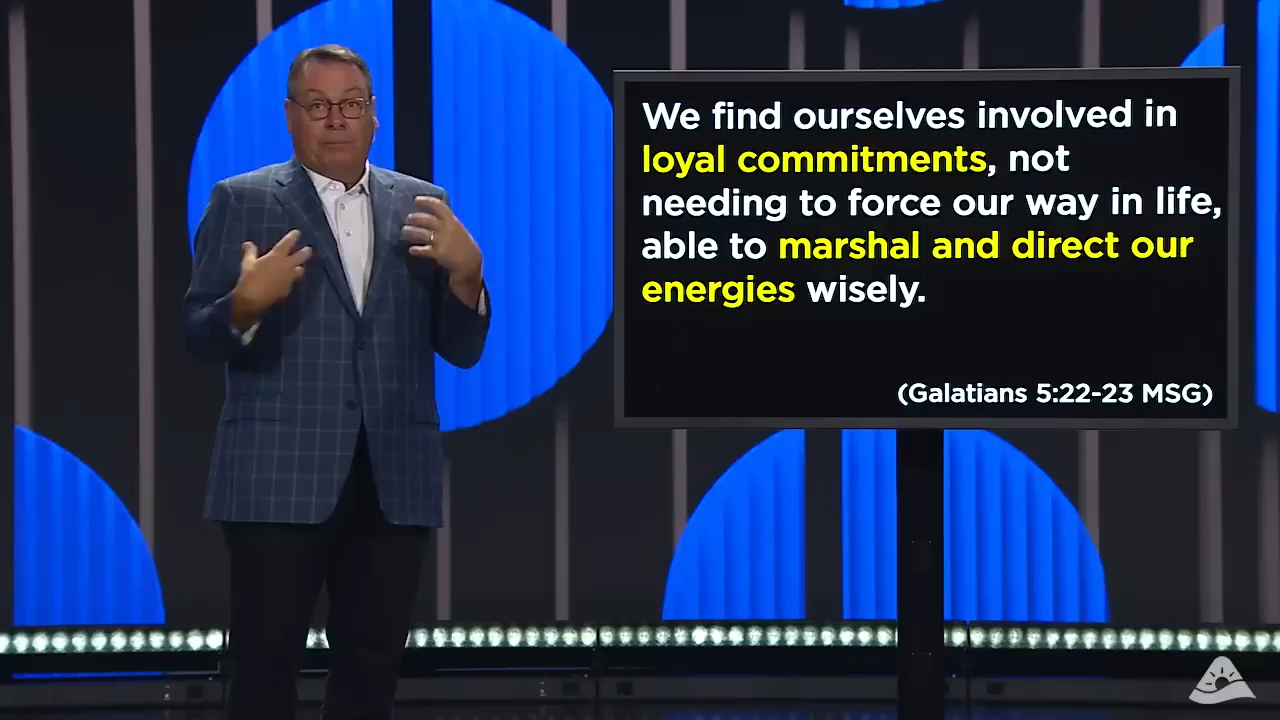 We find ourselves involved in
loyal commitments, not
needing to force our way in life,
able to marshal and direct our
energies wisely.
(Galatians 5:22-23 MSG)